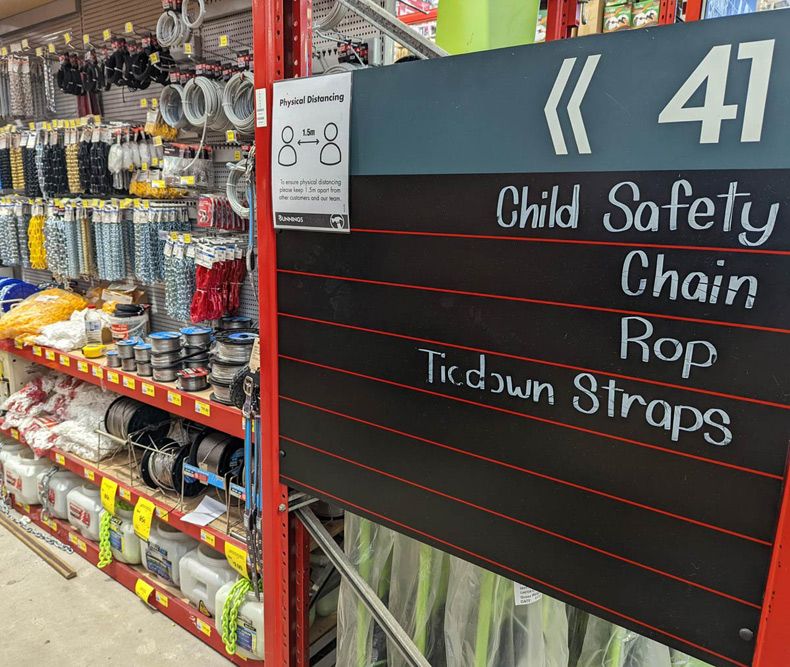 41
Physical Distancing
1.5m
To ensure physical distancing
please keep 1.5m apart from
other customers and our team.
BUNNINGS
Child Safety
Chain
Rop
Tiedown Straps